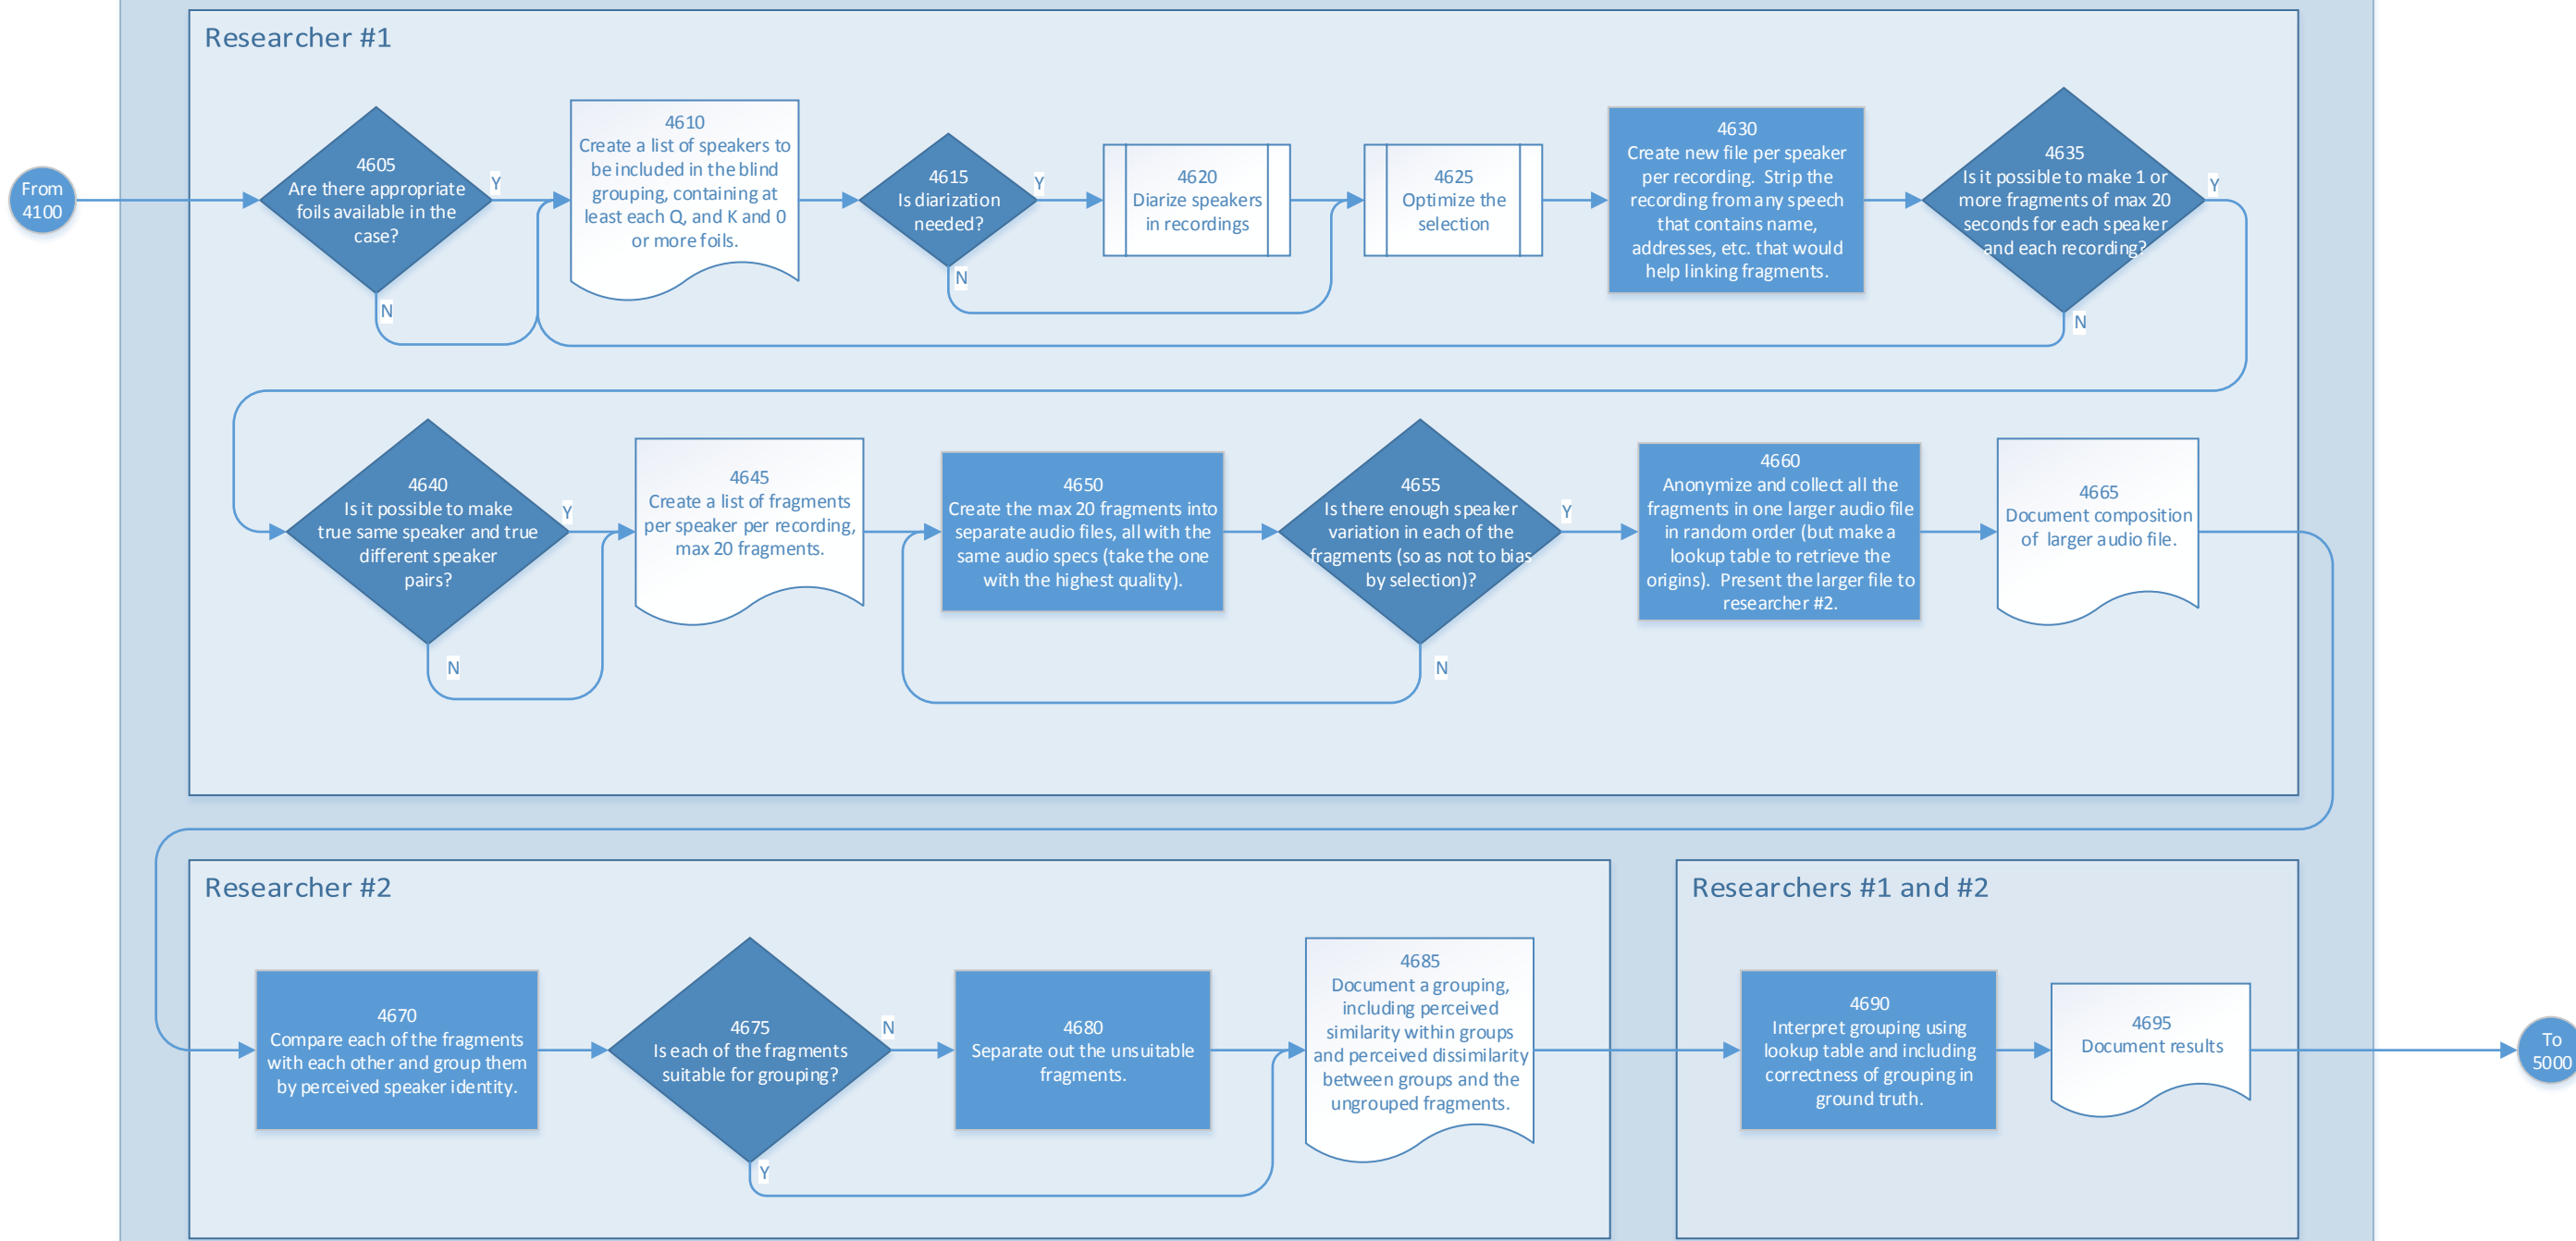 Researcher #1
From
4100
4605
Are there appropriate
foils available in the
case?
Y
N
4610
Create a list of speakers to
be included in the blind
grouping, containing at
least each Q, and K and 0
or more foils.
4615
Is diarization
needed?
Y
N
4620
Diarize speakers
in recordings
4625
Optimize the
selection
4630
Create new file per speaker
per recording. Strip the
recording from any speech
that contains name,
addresses, etc. that would
help linking fragments.
4635
Is it possible to make 1 or
more fragments of max 20
seconds for each speaker
and each recording?
Y
N
4640
Is it possible to make
true same speaker and true
different speaker
pairs?
Y
N
4645
Create a list of fragments
per speaker per recording,
max 20 fragments.
4650
Create the max 20 fragments into
separate audio files, all with the
same audio specs (take the one
with the highest quality).
4655
Is there enough speaker
variation in each of the
fragments (so as not to bias
by selection)?
Y
N
4660
Anonymize and collect all the
fragments in one larger audio file
in random order (but make a
lookup table to retrieve the
origins). Present the larger file to
researcher #2.
4665
Document composition
of larger audio file.
Researcher #2
4670
Compare each of the fragments
with each other and group them
by perceived speaker identity.
4675
Is each of the fragments
suitable for grouping?
N
Y
4680
Separate out the unsuitable
fragments.
4685
Document a grouping,
including perceived
similarity within groups
and perceived dissimilarity
between groups and the
ungrouped fragments.
Researchers #1 and #2
4690
Interpret grouping using
lookup table and including
correctness of grouping in
ground truth.
4695
Document results
To
5000